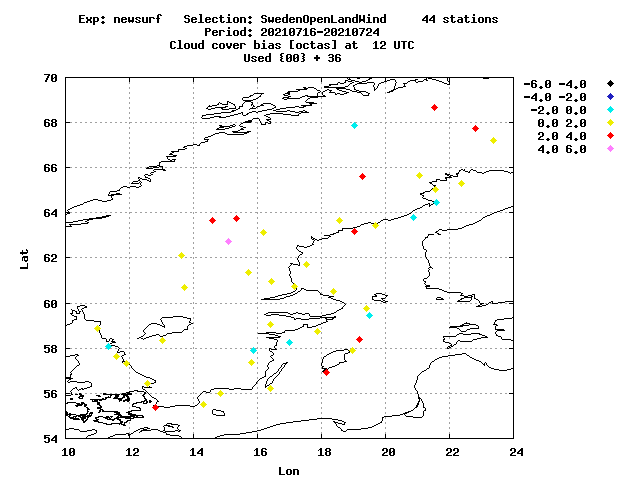 Exp: newsurf Selection: SwedenOpenLandWind 44 stations
Period: 20210716-20210724
Cloud cover bias [octas] at 12 UTC
Used {00} + 36
-6.0 -4.0
-4.0 -2.0
-2.0 0.0
0.0 2.0
2.0 4.0
4.0 6.0
70
68
66
64
62
60
58
56
54
Lat
10 12 14 16 18 20 22 24
Lon